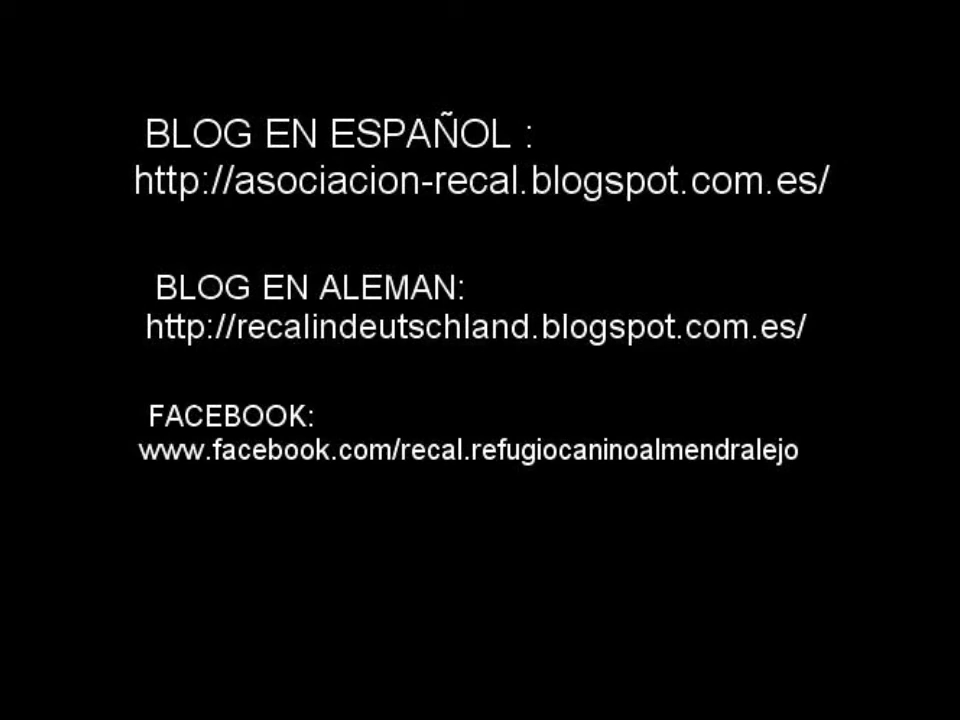 BLOG EN ESPAÑOL :
http://asociacion-recal.blogspot.com.es/
BLOG EN ALEMAN:
http://recalindeutschland.blogspot.com.es/
FACEBOOK:
www.facebook.com/recal.refugiocaninoalmendralejo